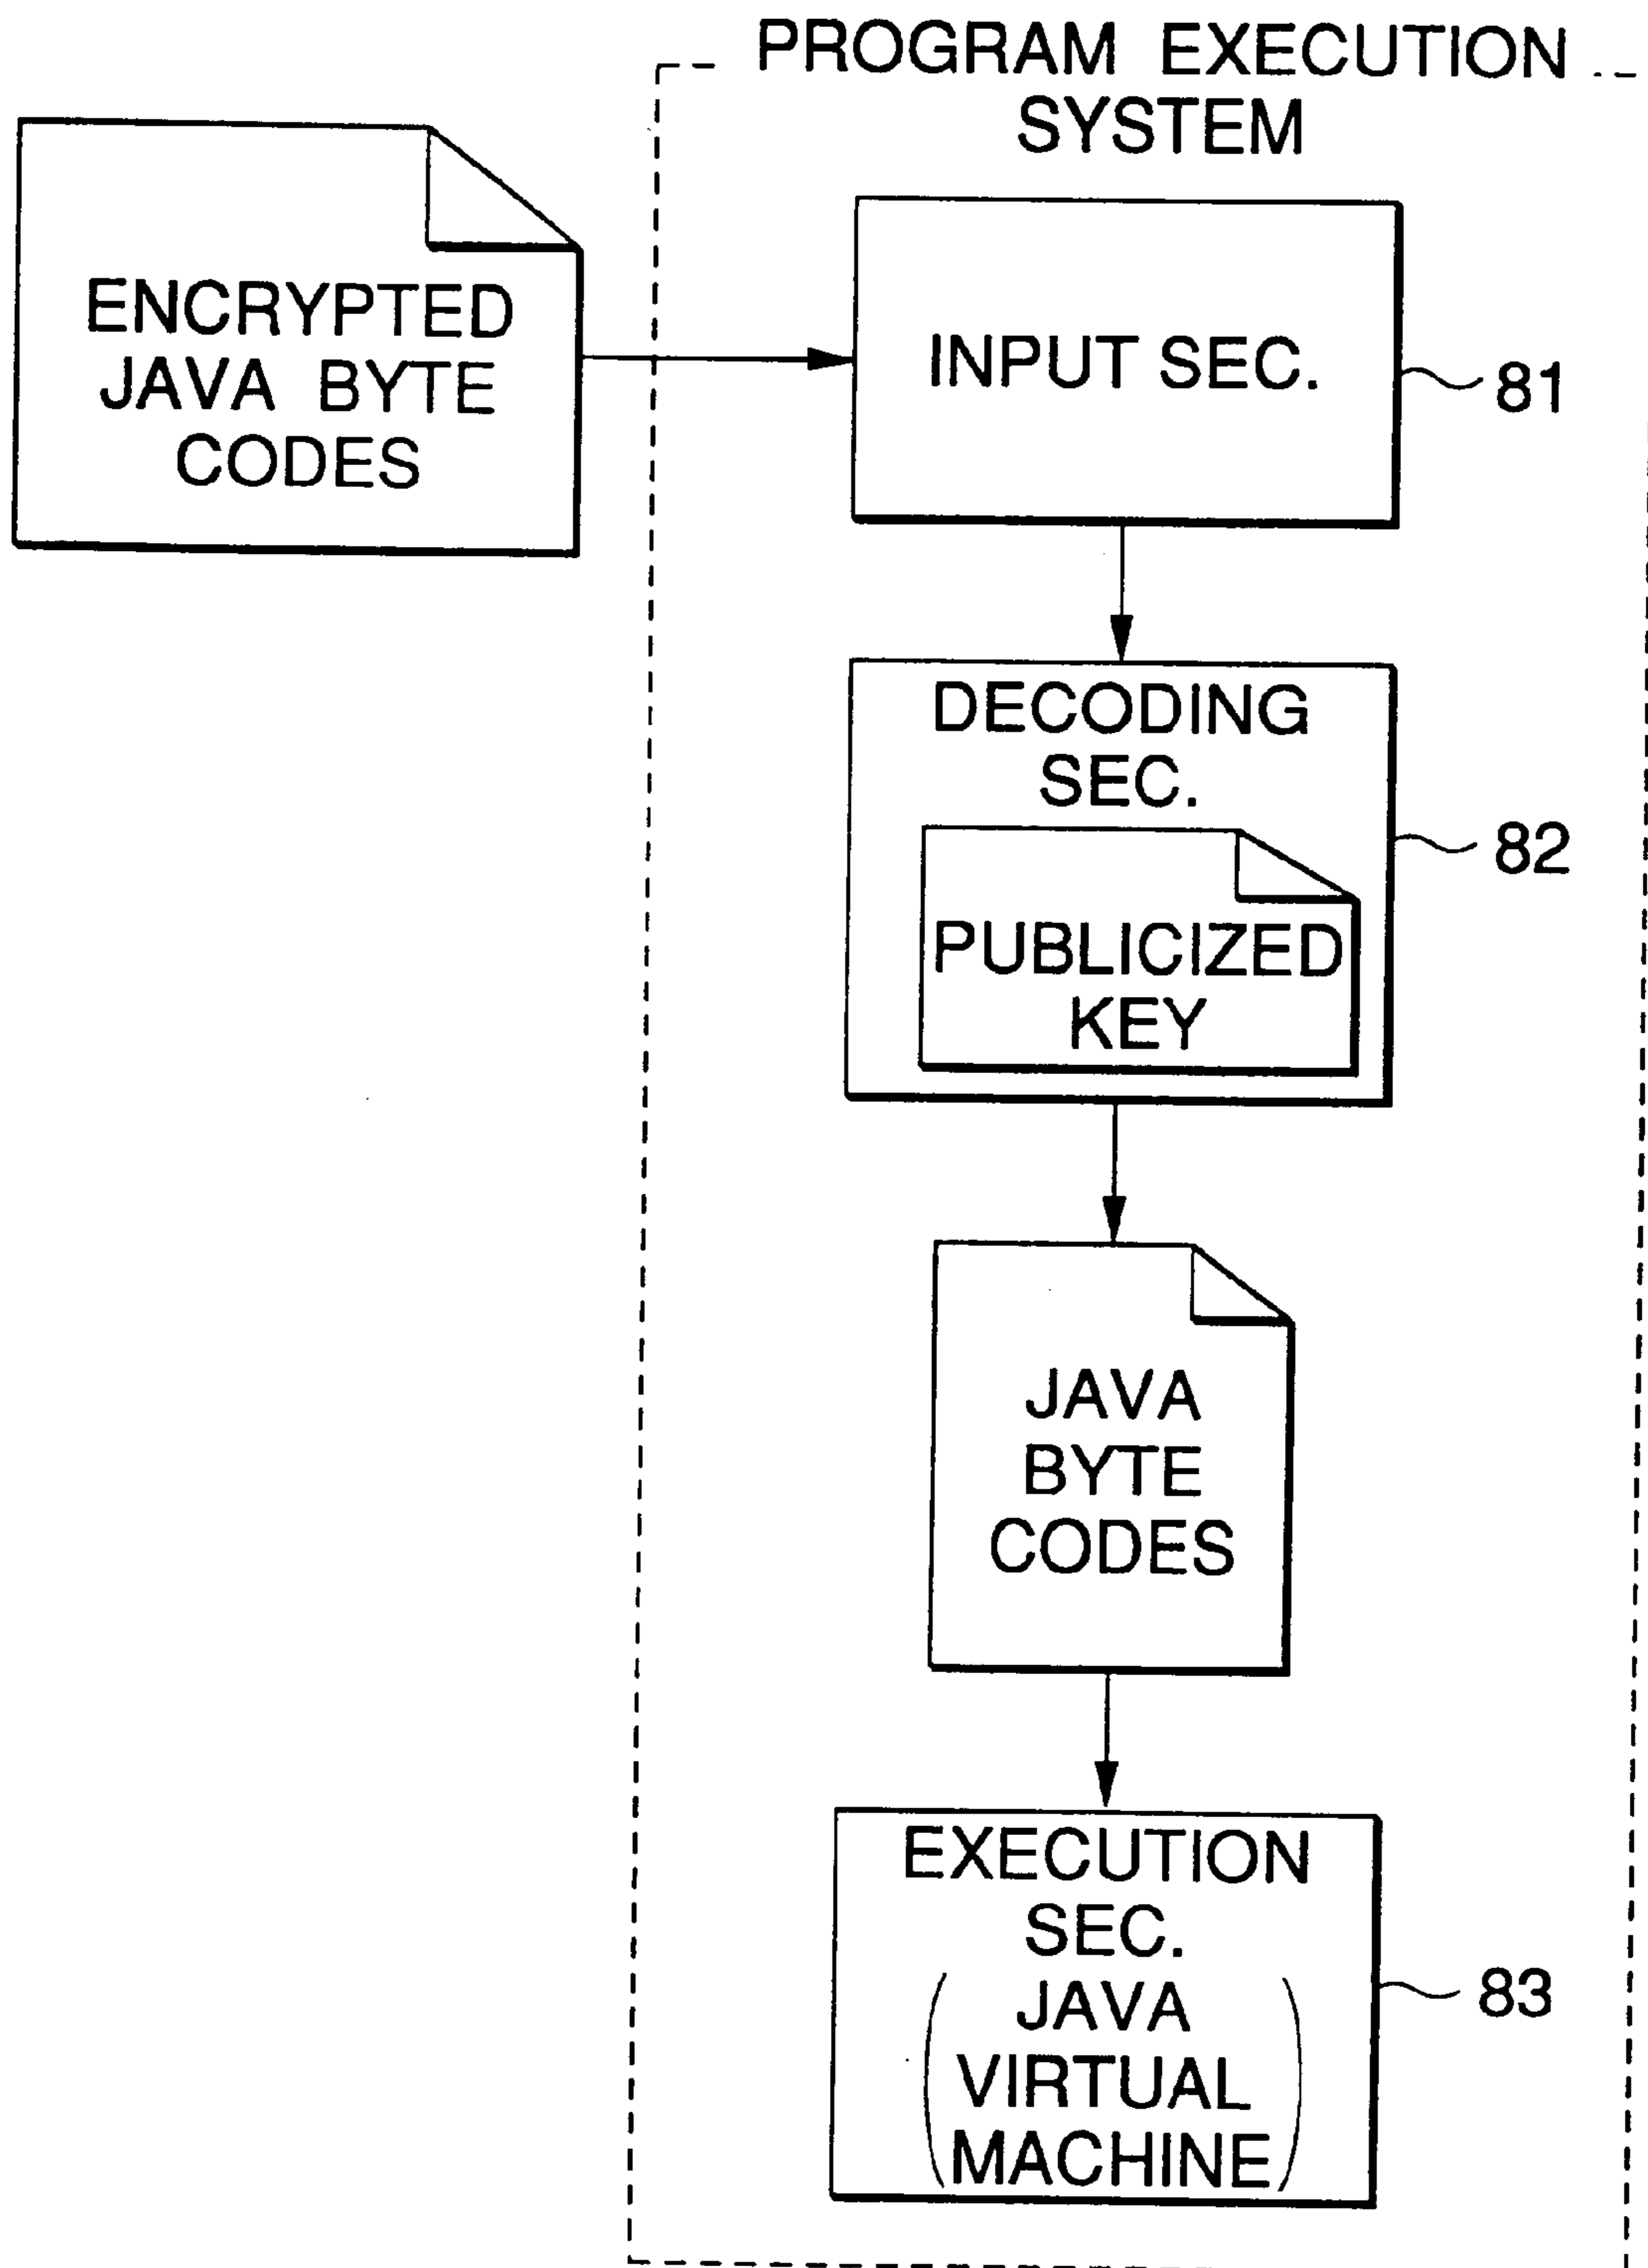 PROGRAM EXECUTION
SYSTEM
ENCRYPTED
JAVA BYTE
CODES
INPUT SEC.
81
DECODING
SEC.
82
PUBLICIZED
KEY
JAVA
BYTE
CODES
EXECUTION
SEC.
JAVA
VIRTUAL
MACHINE
83